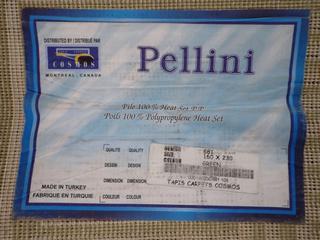 DISTRIBUTED BY / DISTRIBUÉ PAR
COSMOS
MONTREAL - CANADA
Pellini
Pile 100 % Heat Set P.P
Poils 100 % Polypropylene Heat Set
QUALITY QUALITÉ
DESIGN DESSIN
DIMENSION DIMENSION
COLOUR COULEUR
160 X 230
GREEN
TAPIS CARPETS COSMOS
MADE IN TURKEY
FABRIQUE EN TURQUIE